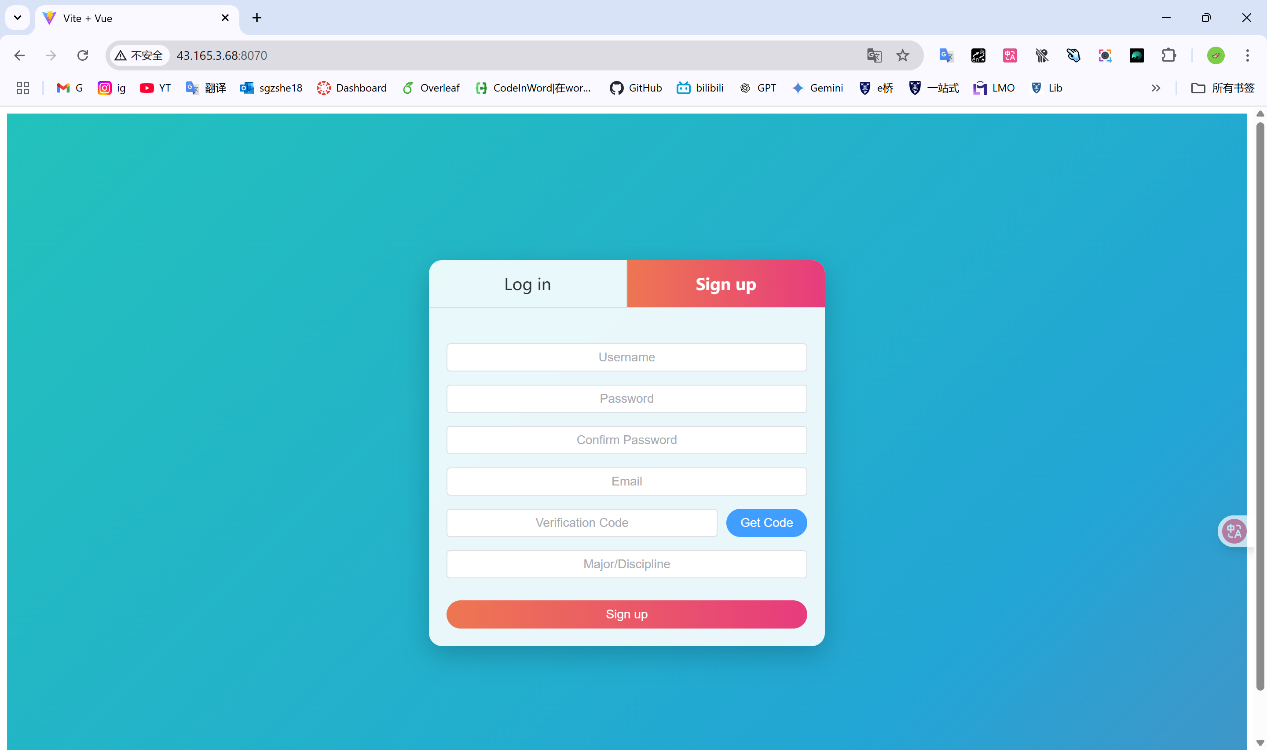 Vite + Vue
不安全 43.165.3.68:8070
G ig YT 翻译 sgzshe18 Dashboard Overleaf CodeInWord|在wor... GitHub bilibili GPT Gemini e桥 一站式 LMO Lib 所有书签
Log in Sign up
Username
Password
Confirm Password
Email
Verification Code Get Code
Major/Discipline
Sign up